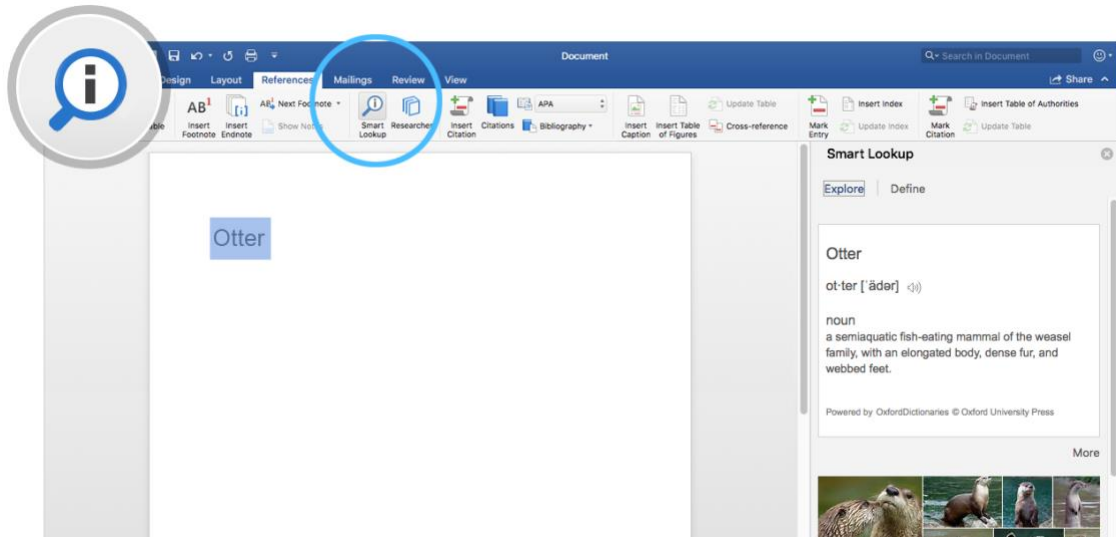 Document
Search in Document
Design Layout References Mailings Review View
Share
AB¹ Next Footnote
APA
Update Table
Insert Index
Insert Table of Authorities
Insert Footnote
Insert Endnote
Show Notes
Smart Lookup
Researcher
Insert Citation
Citations
Bibliography
Insert Caption
Insert Table of Figures
Cross-reference
Mark Entry
Update Index
Mark Citation
Update Table
Otter
Smart Lookup
Explore Define
Otter
ot·ter [ˈädər]
noun
a semiaquatic fish-eating mammal of the weasel
family, with an elongated body, dense fur, and
webbed feet.
Powered by OxfordDictionaries © Oxford University Press
More